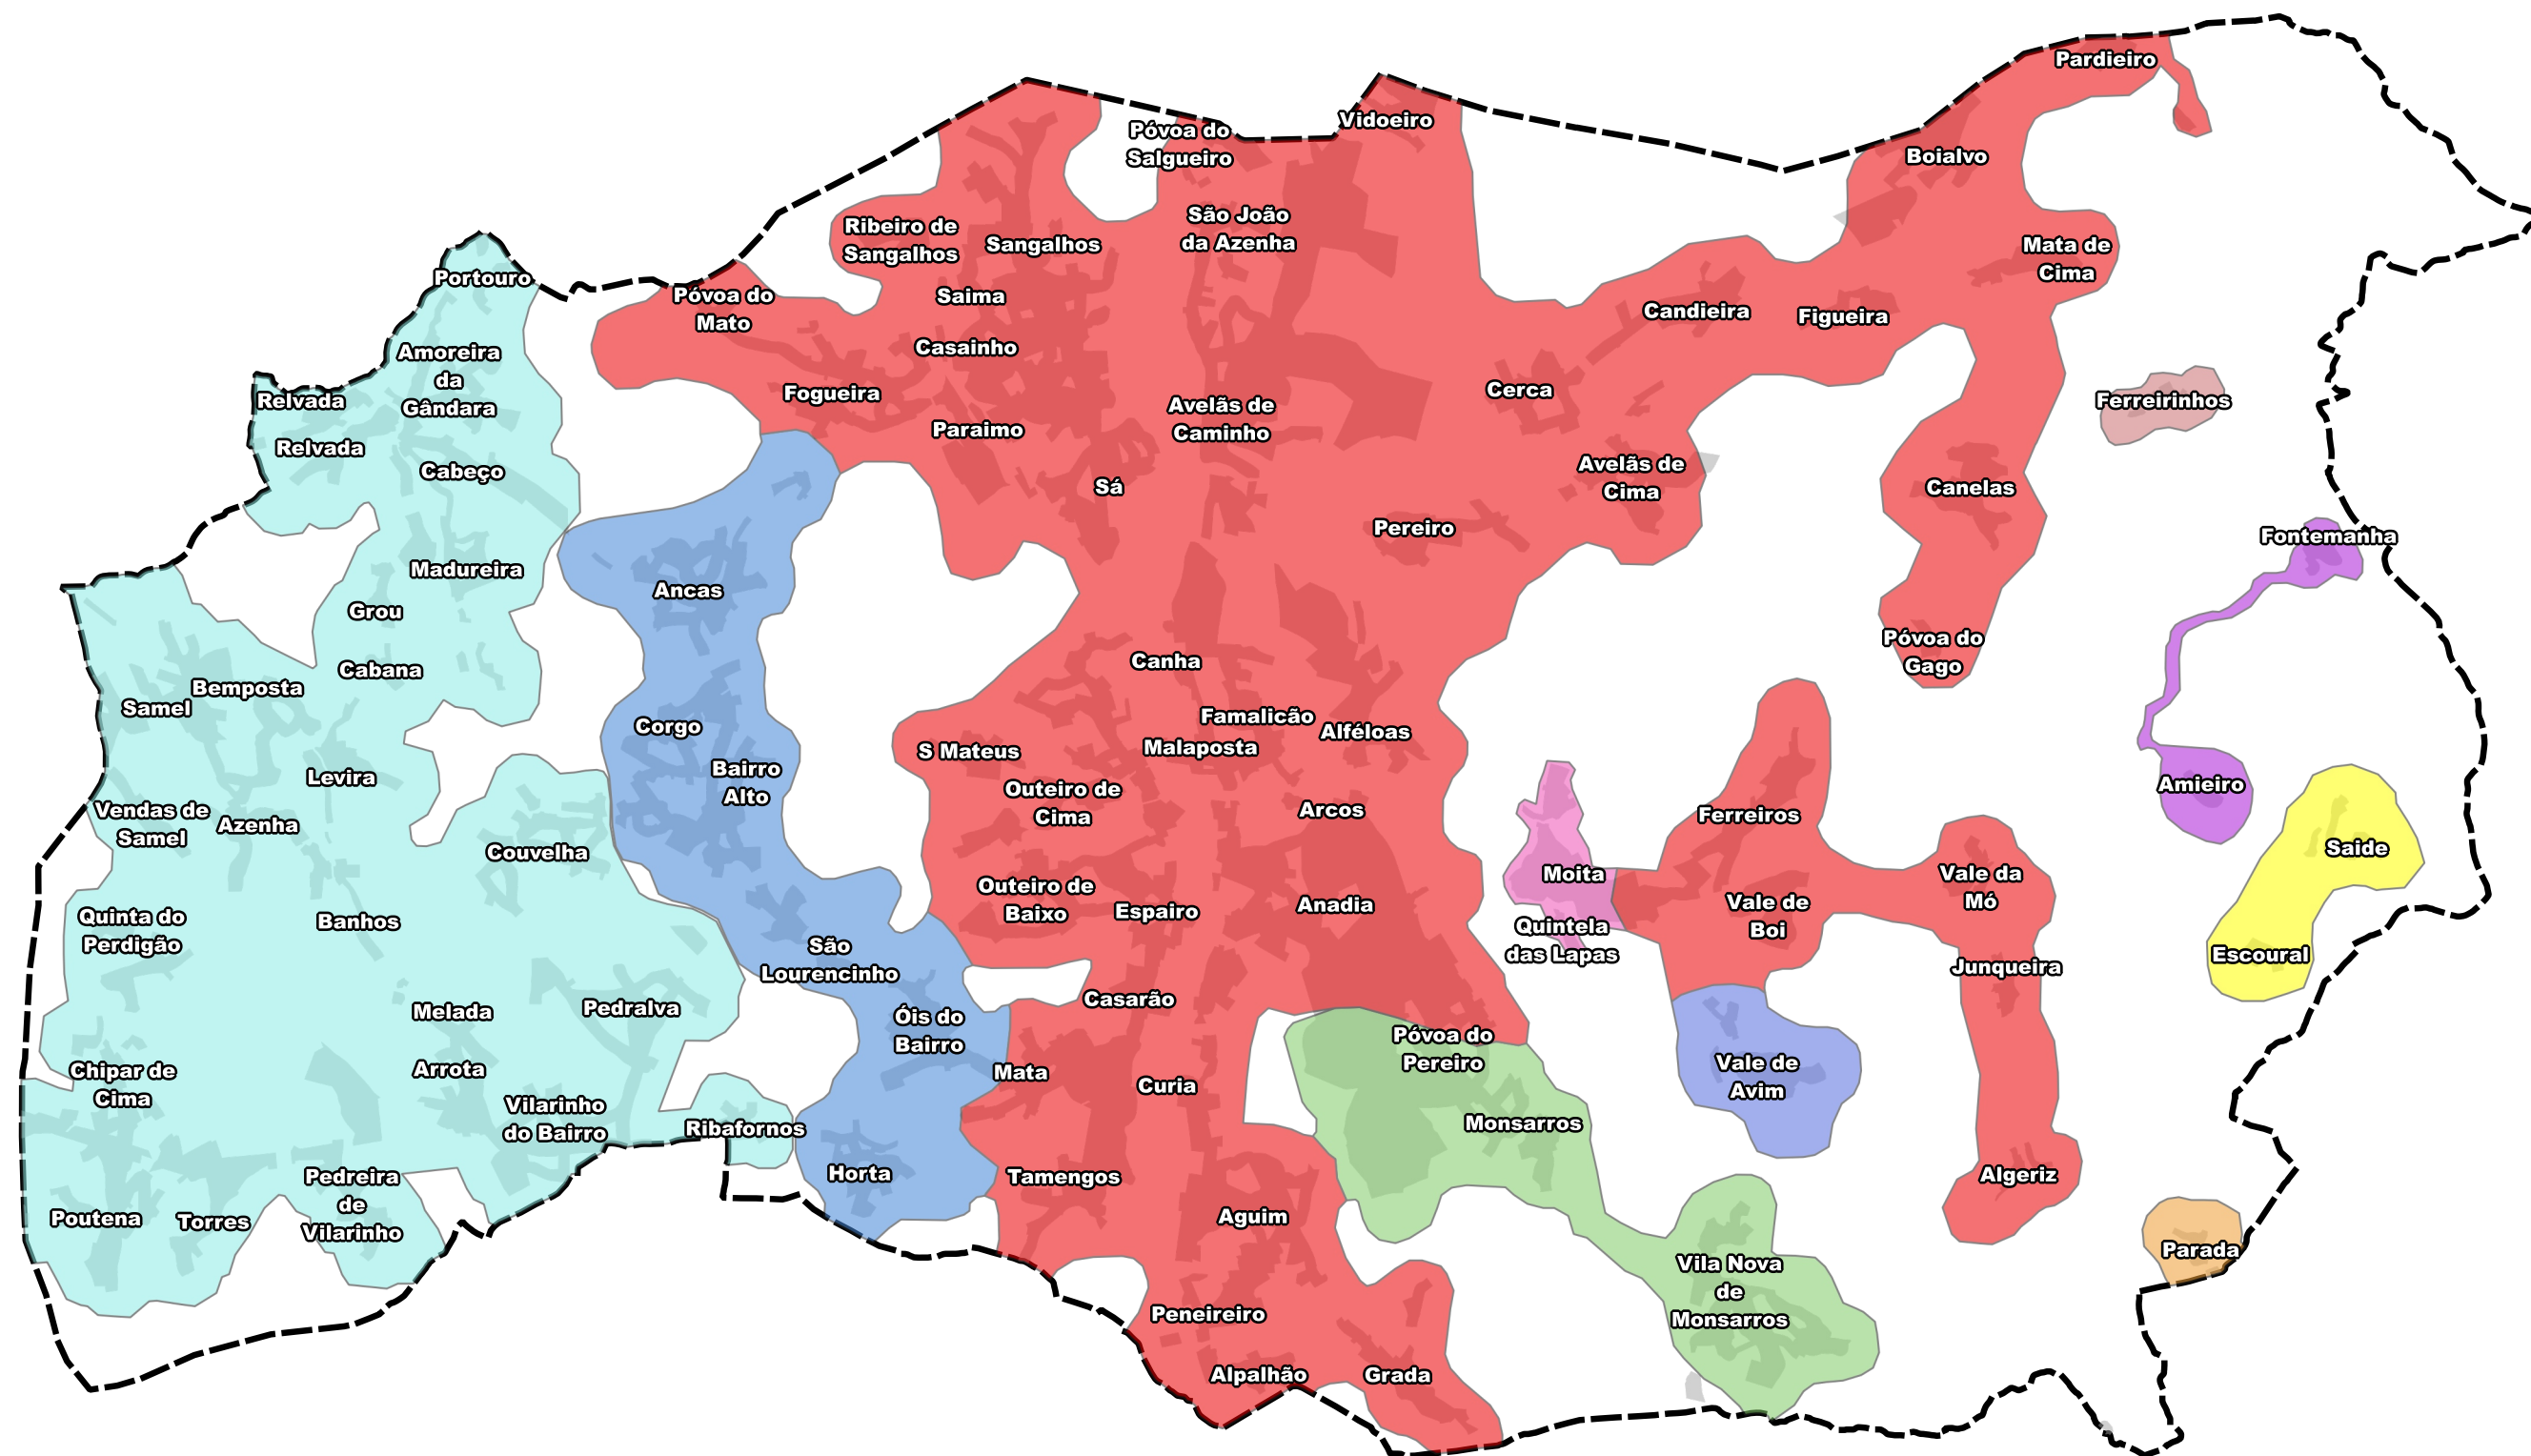 Pardieiro
Vidoeiro
Póvoa do
Salgueiro
Boialvo
Ribeiro de
Sangalhos
Sangalhos
São João
da Azenha
Mata de
Cima
Portouro
Póvoa do
Mato
Saima
Candieira
Figueira
Amoreira
da
Gândara
Casainho
Relvada
Fogueira
Cerca
Ferreirinhos
Relvada
Paraimo
Avelãs de
Caminho
Cabeço
Sá
Avelãs de
Cima
Canelas
Pereiro
Fontemanha
Madureira
Ancas
Grou
Cabana
Canha
Póvoa do
Gago
Bemposta
Samel
Corgo
Famalicão
Alféloas
S Mateus
Malaposta
Levira
Bairro
Alto
Amieiro
Outeiro de
Cima
Arcos
Ferreiros
Vendas de
Samel
Azenha
Couvelha
Saide
Moita
Vale da
Mó
Outeiro de
Baixo
Espairo
Anadia
Vale de
Boi
Quinta do
Perdigão
Banhos
Quintela
das Lapas
São
Lourencinho
Escoural
Junqueira
Casarão
Melada
Pedralva
Óis do
Bairro
Póvoa do
Pereiro
Chipar de
Cima
Arrota
Mata
Curia
Vale de
Avim
Vilarinho
do Bairro
Ribafornos
Monsarros
Horta
Tamengos
Algeriz
Pedreira
de
Vilarinho
Poutena
Torres
Aguim
Parada
Vila Nova
de
Monsarros
Peneireiro
Alpalhão
Grada